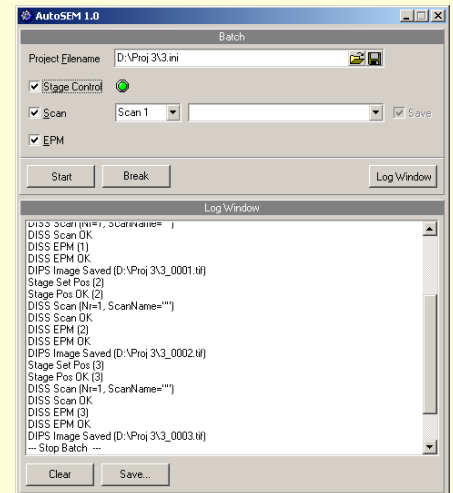 AutoSEM 1.0
Batch
Project Filename D:\Proj 3\3.ini
Stage Control
Scan Scan 1 Save
EPM
Start Break Log Window
Log Window
DISS Scan (Nr=1, ScanName="")
DISS Scan OK
DISS EPM (1)
DISS EPM OK
DIPS Image Saved (D:\Proj 3\3_0001.tif)
Stage Set Pos (2)
Stage Pos OK (2)
DISS Scan (Nr=1, ScanName="")
DISS Scan OK
DISS EPM (2)
DISS EPM OK
DIPS Image Saved (D:\Proj 3\3_0002.tif)
Stage Set Pos (3)
Stage Pos OK (3)
DISS Scan (Nr=1, ScanName="")
DISS Scan OK
DISS EPM (3)
DISS EPM OK
DIPS Image Saved (D:\Proj 3\3_0003.tif)
--- Stop Batch ---
Clear Save...